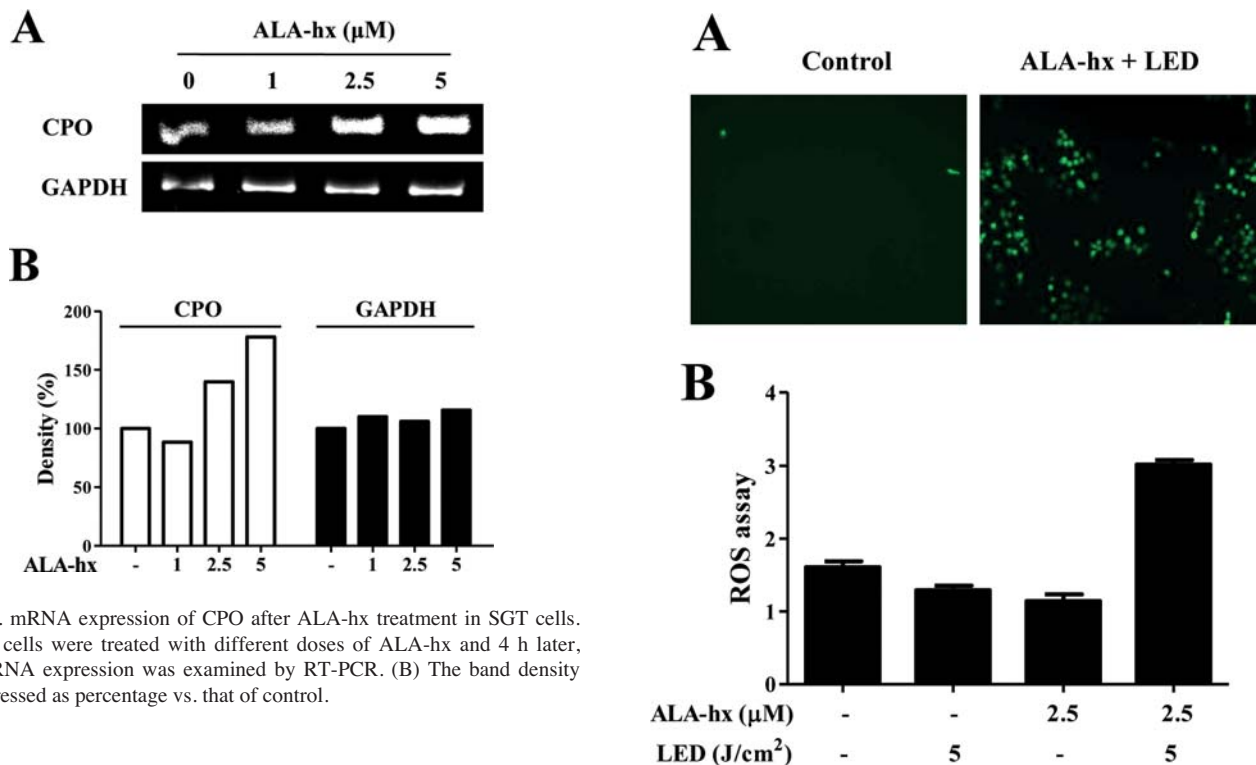 A
ALA-hx (μM)
0 1 2.5 5
CPO
GAPDH
B
CPO GAPDH
200
150
100
50
0
Density (%)
ALA-hx - 1 2.5 5 - 1 2.5 5
. mRNA expression of CPO after ALA-hx treatment in SGT cells.
cells were treated with different doses of ALA-hx and 4 h later,
RNA expression was examined by RT-PCR. (B) The band density
ressed as percentage vs. that of control.
A
Control ALA-hx + LED
B
4
3
2
1
0
ROS assay
ALA-hx (μM) - - 2.5 2.5
LED (J/cm²) - 5 - 5